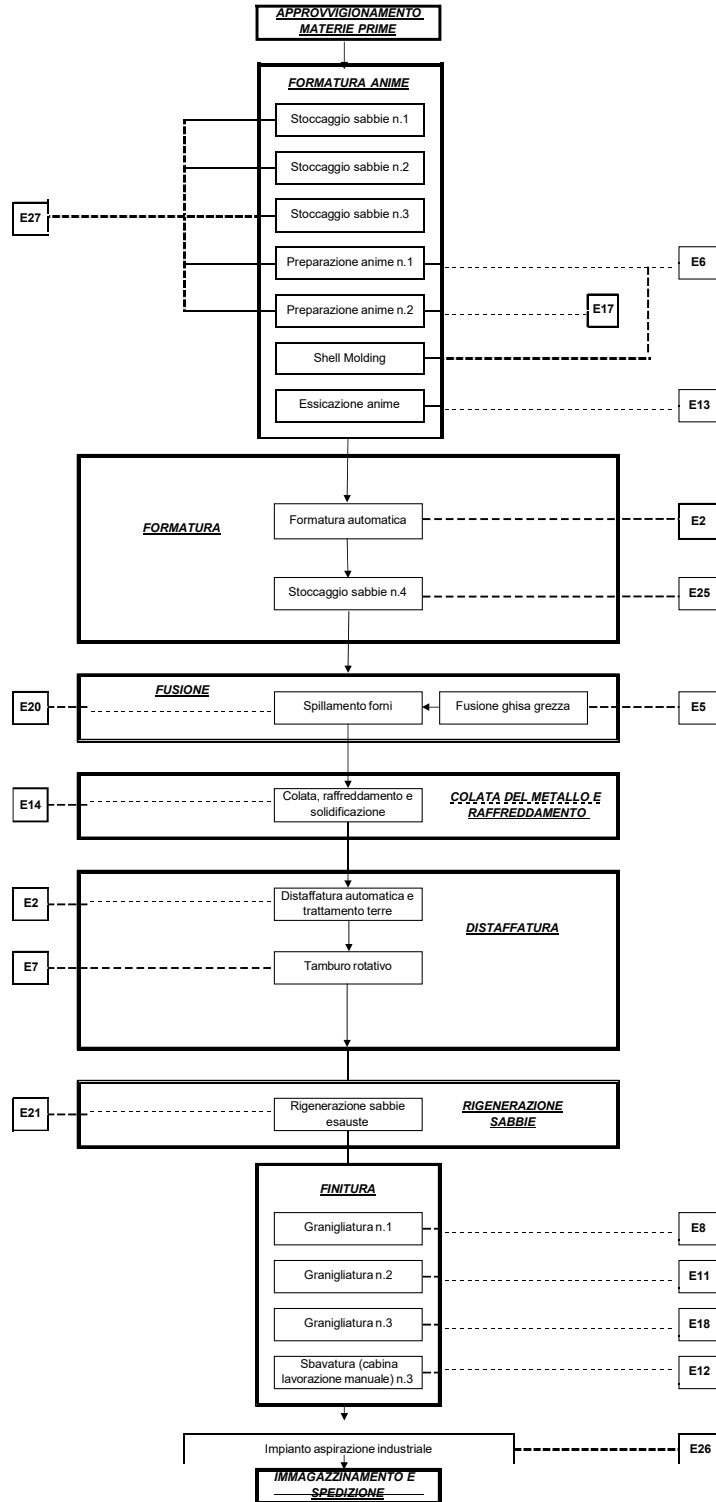 APPROVVIGIONAMENTO
MATERIE PRIME
FORMATURA ANIME
Stoccaggio sabbie n.1
Stoccaggio sabbie n.2
E27
Stoccaggio sabbie n.3
Preparazione anime n.1
E6
Preparazione anime n.2
E17
Shell Molding
Essicazione anime
E13
FORMATURA
Formatura automatica
E2
Stoccaggio sabbie n.4
E25
FUSIONE
E20
Spillamento forni
Fusione ghisa grezza
E5
E14
Colata, raffreddamento e
solidificazione
COLATA DEL METALLO E
RAFFREDDAMENTO
E2
Distaffatura automatica e
trattamento terre
DISTAFFATURA
E7
Tamburo rotativo
E21
Rigenerazione sabbie
esauste
RIGENERAZIONE
SABBIE
FINITURA
Granigliatura n.1
E8
Granigliatura n.2
E11
Granigliatura n.3
E18
Sbavatura (cabina
lavorazione manuale) n.3
E12
Impianto aspirazione industriale
E26
IMMAGAZZINAMENTO E
SPEDIZIONE